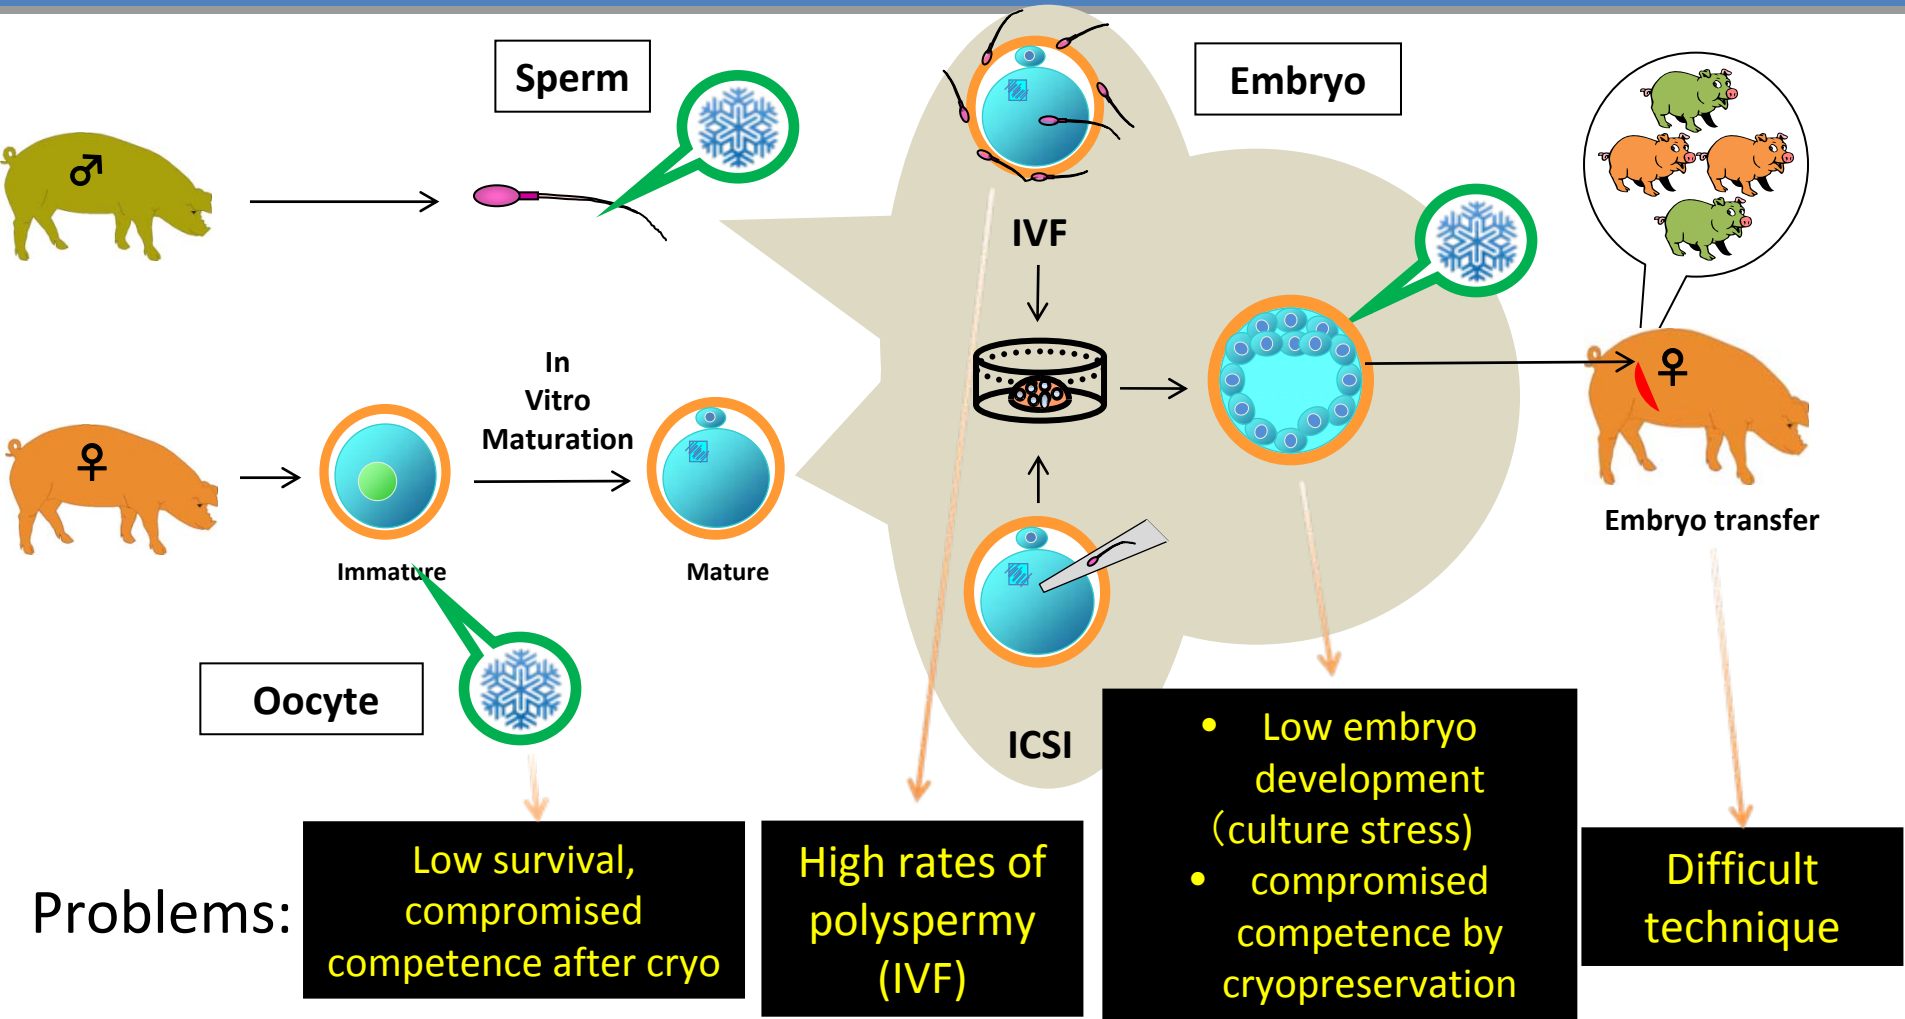 Sperm
Embryo
♂
IVF
In
Vitro
Maturation
♀
♀
Immature
Mature
Embryo transfer
Oocyte
ICSI
Problems:
Low survival,
compromised
competence after cryo
High rates of
polyspermy
(IVF)
• Low embryo
development
（culture stress)
• compromised
competence by
cryopreservation
Difficult
technique